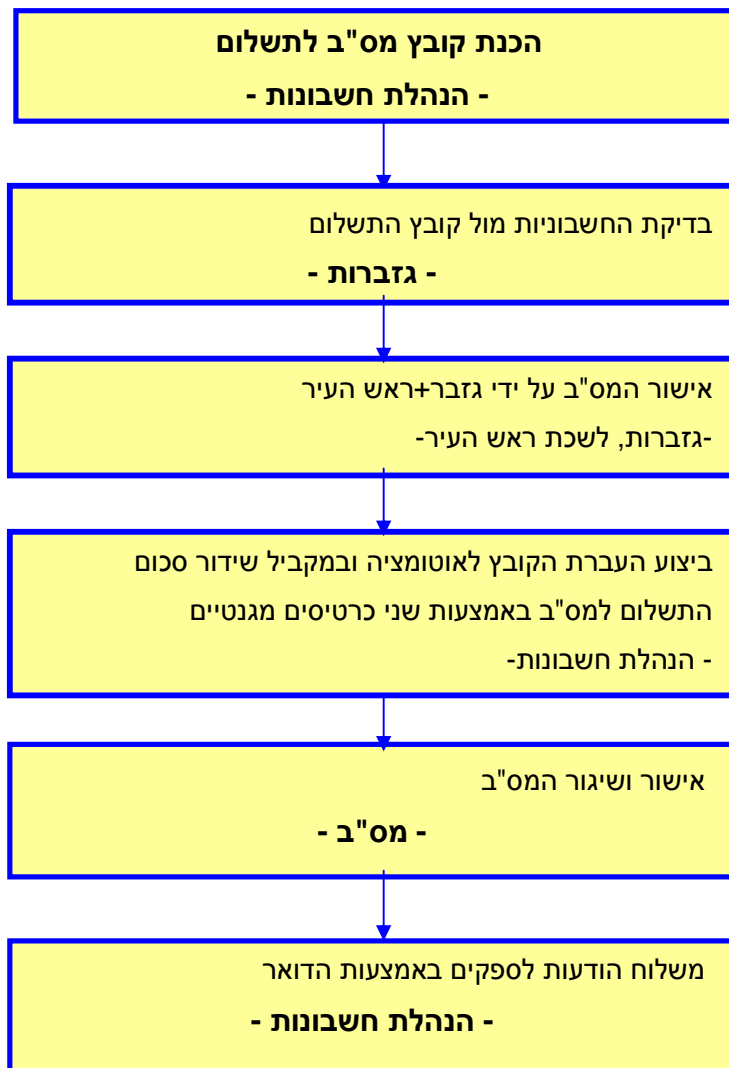 הכנת קובץ מס"ב לתשלום
- הנהלת חשבונות -
בדיקת החשבוניות מול קובץ התשלום
- גזברות -
אישור המס"ב על ידי גזבר+ראש העיר
-גזברות, לשכת ראש העיר-
ביצוע העברת הקובץ לאוטומציה ובמקביל שידור סכום
התשלום למס"ב באמצעות שני כרטיסים מגנטיים
- הנהלת חשבונות-
אישור ושיגור המס"ב
- מס"ב -
משלוח הודעות לספקים באמצעות הדואר
- הנהלת חשבונות -